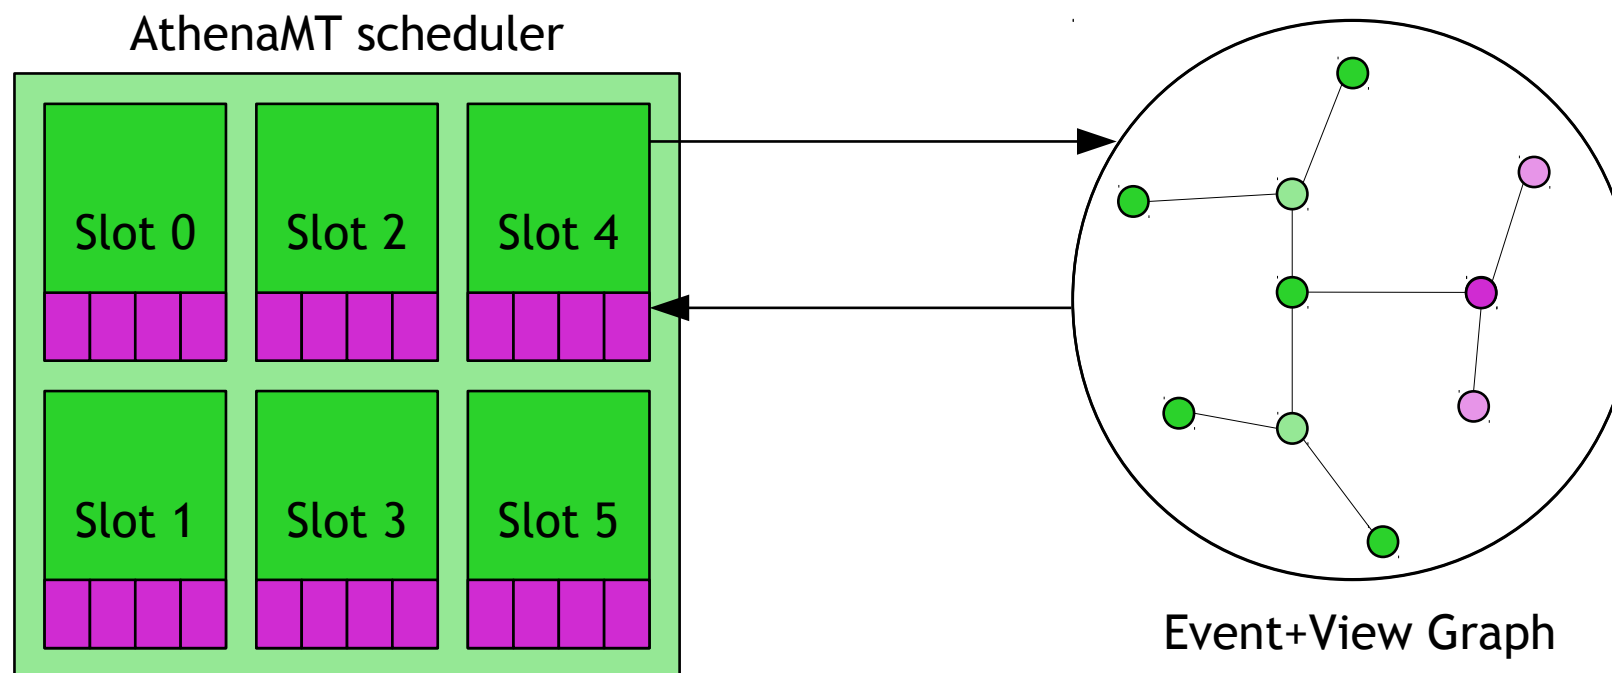 AthenaMT scheduler
Slot 0
Slot 2
Slot 4
Slot 1
Slot 3
Slot 5
Event+View Graph